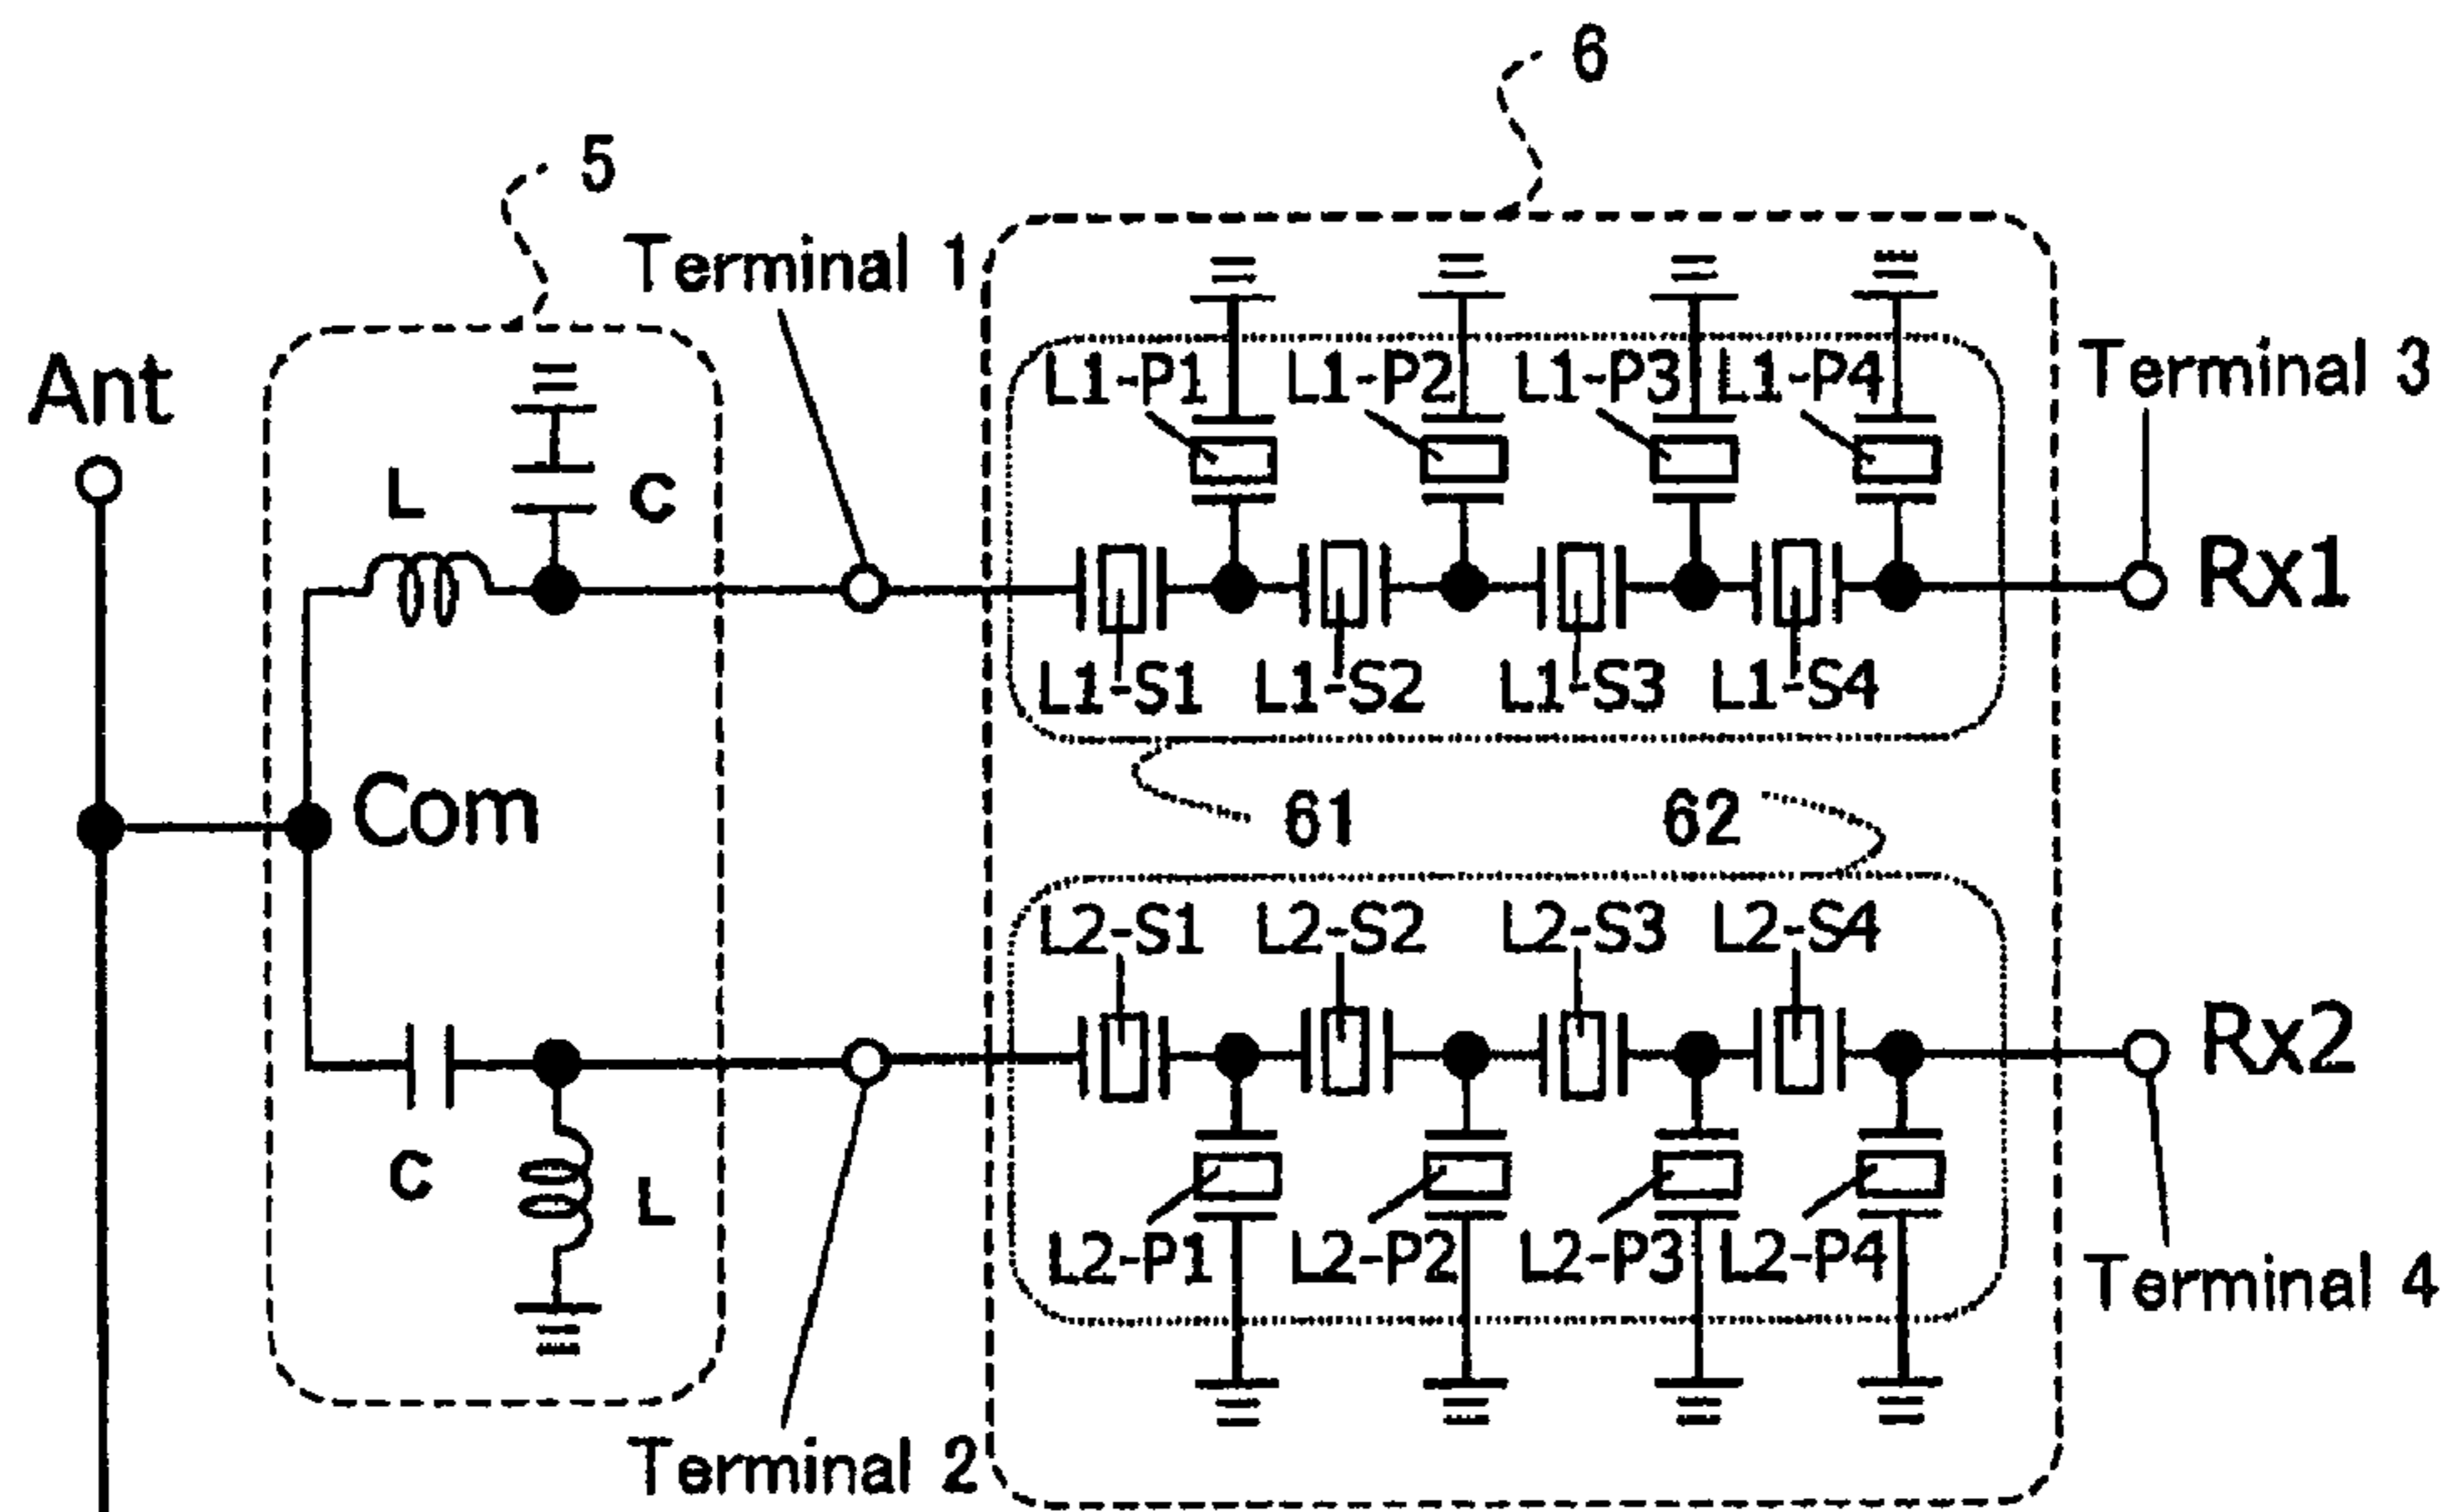 6
5
Terminal 1
Ant
L
C
L1-P1
L1-P2
L1-P3
L1-P4
Terminal 3
Rx1
L1-S1
L1-S2
L1-S3
L1-S4
Com
61
62
L2-S1
L2-S2
L2-S3
L2-S4
Rx2
C
L
L2-P1
L2-P2
L2-P3
L2-P4
Terminal 4
Terminal 2